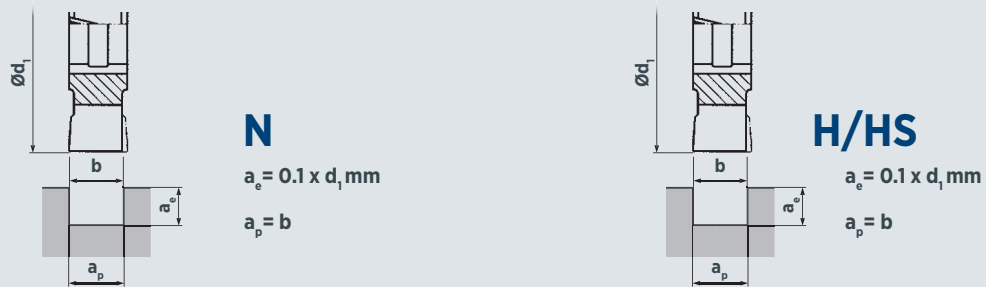 Ød₁
b
aₑ
aₚ
N
aₑ = 0.1 x d₁ mm
aₚ = b
Ød₁
b
aₑ
aₚ
H/HS
aₑ = 0.1 x d₁ mm
aₚ = b